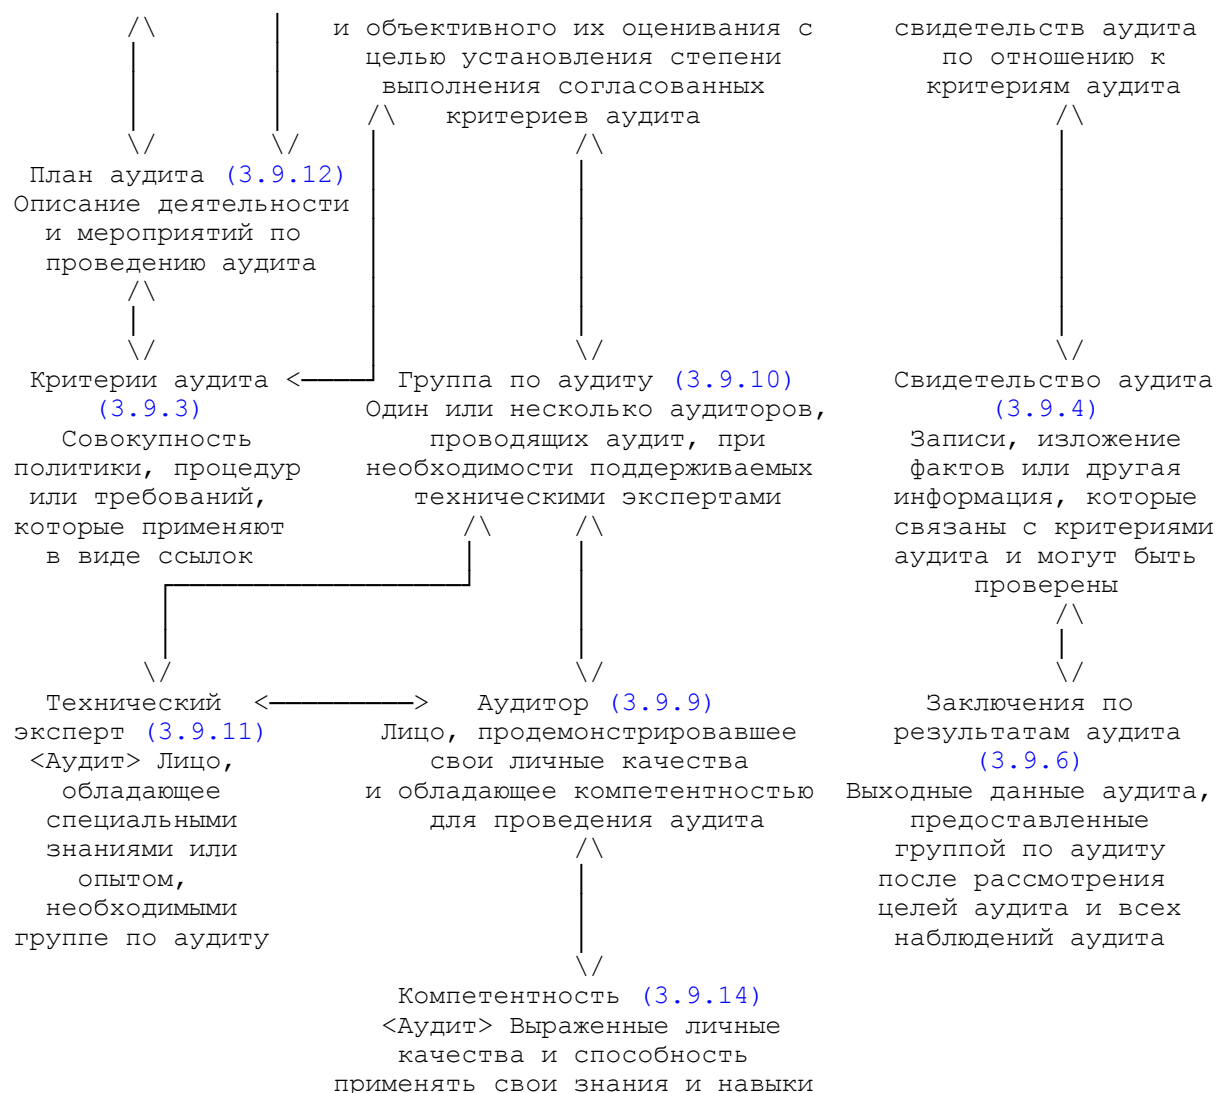 и объективного их оценивания с
целью установления степени
выполнения согласованных
критериев аудита
свидетельств аудита
по отношению к
критериям аудита
План аудита (3.9.12)
Описание деятельности
и мероприятий по
проведению аудита
Критерии аудита
(3.9.3)
Совокупность
политики, процедур
или требований,
которые применяют
в виде ссылок
Группа по аудиту (3.9.10)
Один или несколько аудиторов,
проводящих аудит, при
необходимости поддерживаемых
техническими экспертами
Свидетельство аудита
(3.9.4)
Записи, изложение
фактов или другая
информация, которые
связаны с критериями
аудита и могут быть
проверены
Технический
эксперт (3.9.11)
<Аудит> Лицо,
обладающее
специальными
знаниями или
опытом,
необходимыми
группе по аудиту
Аудитор (3.9.9)
Лицо, продемонстрировавшее
свои личные качества
и обладающее компетентностью
для проведения аудита
Заключения по
результатам аудита
(3.9.6)
Выходные данные аудита,
предоставленные
группой по аудиту
после рассмотрения
целей аудита и всех
наблюдений аудита
Компетентность (3.9.14)
<Аудит> Выраженные личные
качества и способность
применять свои знания и навыки